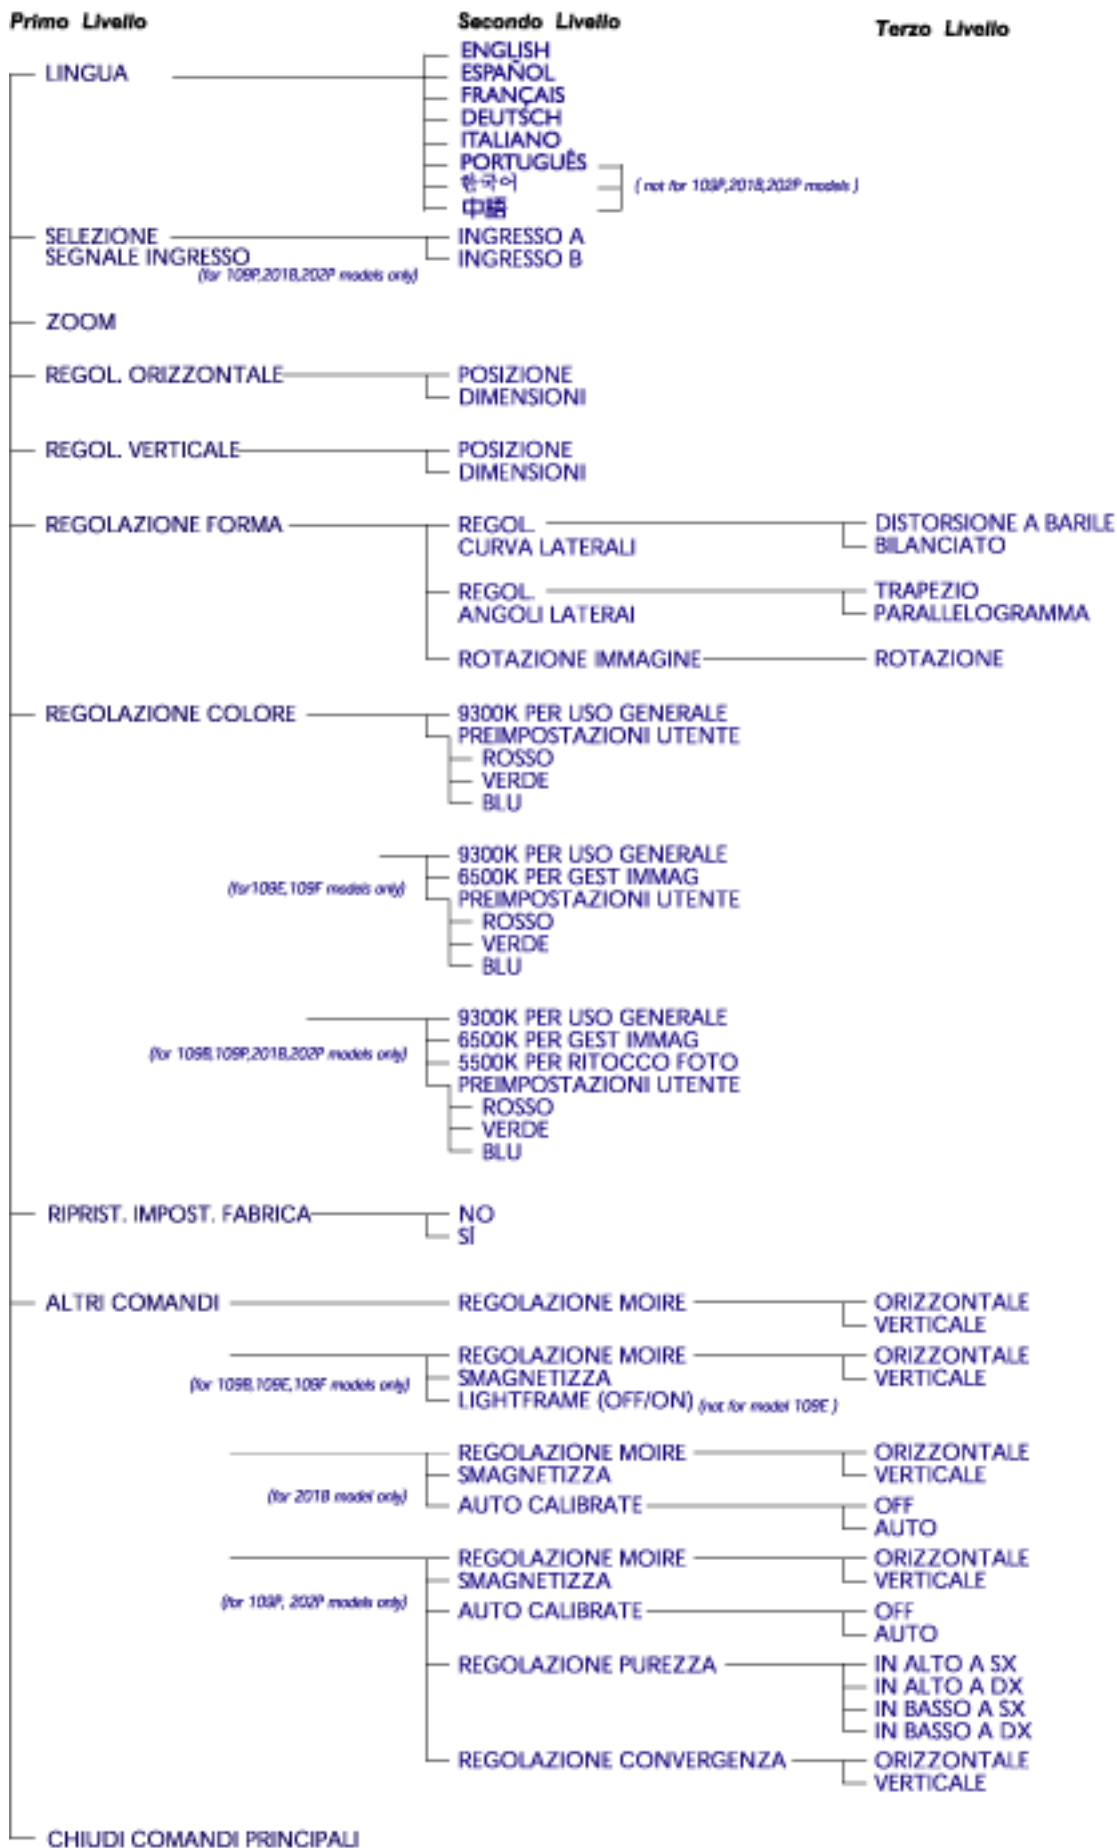 Primo Livello Secondo Livello Terzo Livello
LINGUA
ENGLISH
ESPAÑOL
FRANÇAIS
DEUTSCH
ITALIANO
PORTUGUÊS
한국어
中語
( not for 109P,201B,202P models )
SELEZIONE
SEGNALE INGRESSO
(for 109P,201B,202P models only)
INGRESSO A
INGRESSO B
ZOOM
REGOL. ORIZZONTALE
POSIZIONE
DIMENSIONI
REGOL. VERTICALE
POSIZIONE
DIMENSIONI
REGOLAZIONE FORMA
REGOL.
CURVA LATERALI
DISTORSIONE A BARILE
BILANCIATO
REGOL.
ANGOLI LATERAI
TRAPEZIO
PARALLELOGRAMMA
ROTAZIONE IMMAGINE
ROTAZIONE
REGOLAZIONE COLORE
9300K PER USO GENERALE
PREIMPOSTAZIONI UTENTE
ROSSO
VERDE
BLU
(for109E,109F models only)
9300K PER USO GENERALE
6500K PER GEST IMMAG
PREIMPOSTAZIONI UTENTE
ROSSO
VERDE
BLU
(for 109B,109P,201B,202P models only)
9300K PER USO GENERALE
6500K PER GEST IMMAG
5500K PER RITOCCO FOTO
PREIMPOSTAZIONI UTENTE
ROSSO
VERDE
BLU
RIPRIST. IMPOST. FABRICA
NO
SÍ
ALTRI COMANDI
REGOLAZIONE MOIRE
ORIZZONTALE
VERTICALE
(for 109B,109E,109F models only)
REGOLAZIONE MOIRE
ORIZZONTALE
VERTICALE
SMAGNETIZZA
LIGHTFRAME (OFF/ON) (not for model 109E )
(for 201B model only)
REGOLAZIONE MOIRE
ORIZZONTALE
VERTICALE
SMAGNETIZZA
AUTO CALIBRATE
OFF
AUTO
(for 109P, 202P models only)
REGOLAZIONE MOIRE
ORIZZONTALE
VERTICALE
SMAGNETIZZA
AUTO CALIBRATE
OFF
AUTO
REGOLAZIONE PUREZZA
IN ALTO A SX
IN ALTO A DX
IN BASSO A SX
IN BASSO A DX
REGOLAZIONE CONVERGENZA
ORIZZONTALE
VERTICALE
CHIUDI COMANDI PRINCIPALI